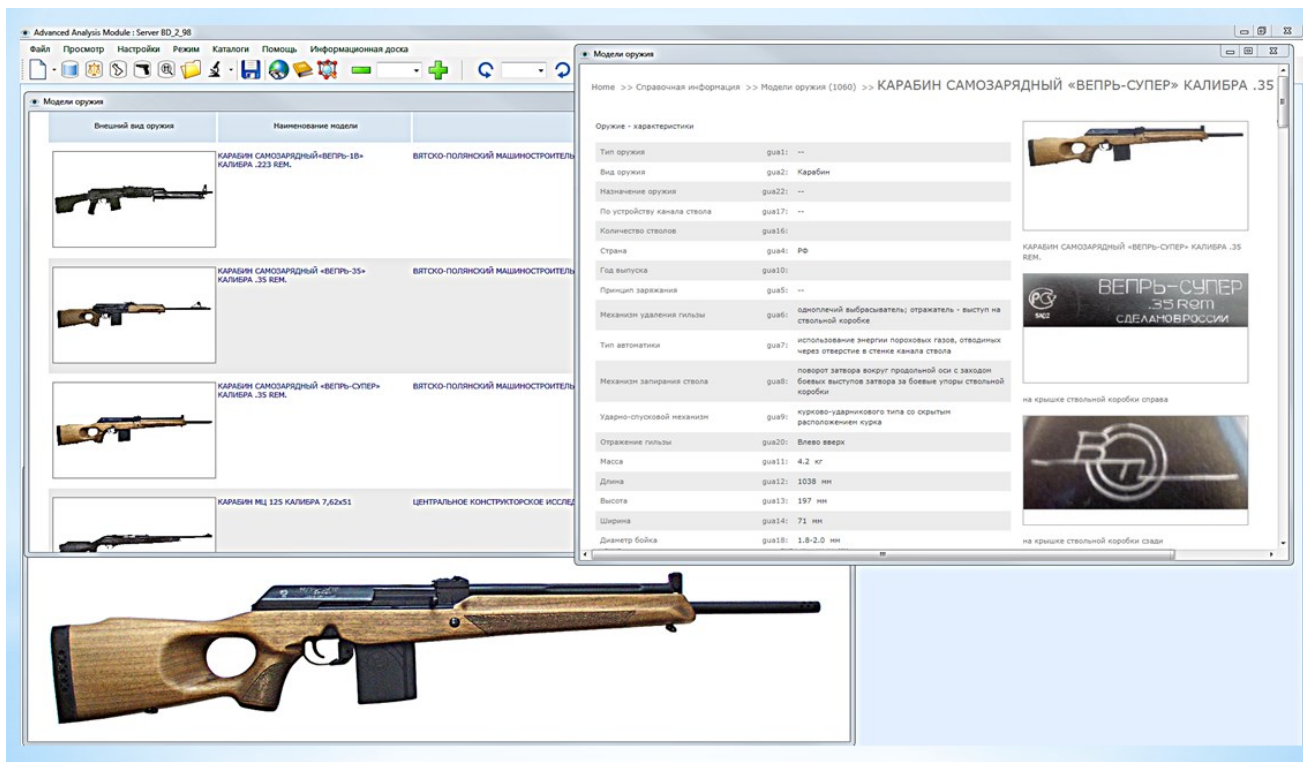 Advanced Analysis Module : Server BD_2_98
Файл Просмотр Настройки Режим Каталоги Помощь Информационная доска
Модели оружия
Внешний вид оружия Наименование модели
КАРАБИН САМОЗАРЯДНЫЙ«ВЕПРЬ-1В» ВЯТСКО-ПОЛЯНСКИЙ МАШИНОСТРОИТЕЛЬ
КАЛИБРА .223 REM.
КАРАБИН САМОЗАРЯДНЫЙ «ВЕПРЬ-35» ВЯТСКО-ПОЛЯНСКИЙ МАШИНОСТРОИТЕЛЬ
КАЛИБРА .35 REM.
КАРАБИН САМОЗАРЯДНЫЙ «ВЕПРЬ-СУПЕР» ВЯТСКО-ПОЛЯНСКИЙ МАШИНОСТРОИТЕЛЬ
КАЛИБРА .35 REM.
КАРАБИН МЦ 125 КАЛИБРА 7,62x51 ЦЕНТРАЛЬНОЕ КОНСТРУКТОРСКОЕ ИССЛЕД
Модели оружия
Home >> Справочная информация >> Модели оружия (1060) >> КАРАБИН САМОЗАРЯДНЫЙ «ВЕПРЬ-СУПЕР» КАЛИБРА .35
Оружие - характеристики
Тип оружия gua1: --
Вид оружия gua2: Карабин
Назначение оружия gua22: --
По устройству канала ствола gua17: --
Количество стволов gua16:
Страна gua4: РФ
Год выпуска gua10:
Принцип заряжания gua5: --
Механизм удаления гильзы gua6: одноплечий выбрасыватель; отражатель - выступ на
ствольной коробке
Тип автоматики gua7: использование энергии пороховых газов, отводимых
через отверстие в стенке канала ствола
Механизм запирания ствола gua8: поворот затвора вокруг продольной оси с заходом
боевых выступов затвора за боевые упоры ствольной
коробки
Ударно-спусковой механизм gua9: курково-ударникового типа со скрытым
расположением курка
Отражение гильзы gua20: Влево вверх
Масса gua11: 4.2 кг
Длина gua12: 1038 мм
Высота gua13: 197 мм
Ширина gua14: 71 мм
Диаметр бойка gua18: 1.8-2.0 мм
КАРАБИН САМОЗАРЯДНЫЙ «ВЕПРЬ-СУПЕР» КАЛИБРА .35
REM.
ВЕПРЬ-СУПЕР
.35 Rem
СДЕЛАНОВРОССИИ
на крышке ствольной коробки справа
ВП
на крышке ствольной коробки сзади